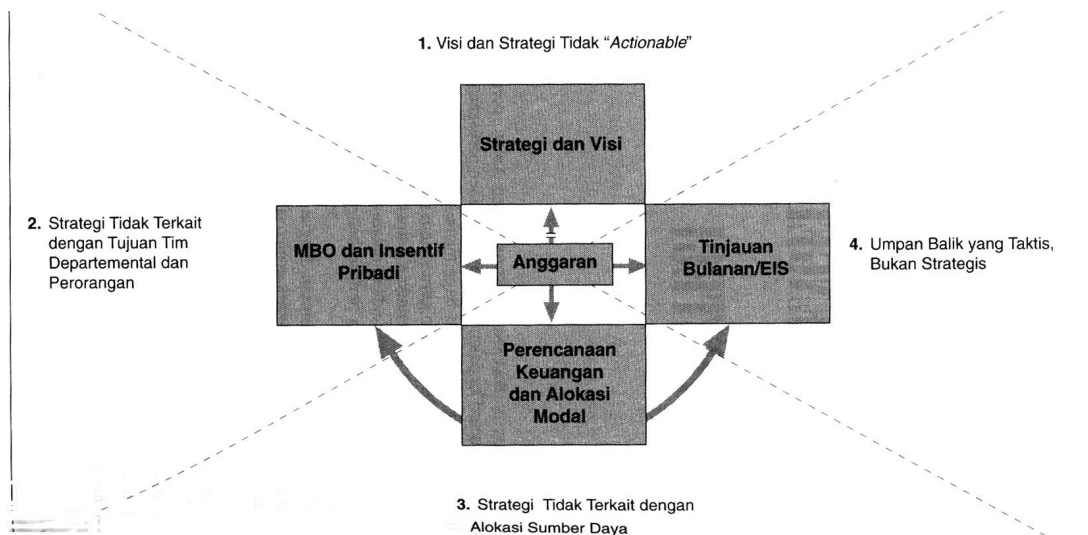 1. Visi dan Strategi Tidak “Actionable”
Strategi dan Visi
2. Strategi Tidak Terkait
dengan Tujuan Tim
Departemental dan
Perorangan
MBO dan Insentif
Pribadi
Anggaran
Tinjauan
Bulanan/EIS
4. Umpan Balik yang Taktis,
Bukan Strategis
Perencanaan
Keuangan
dan Alokasi
Modal
3. Strategi Tidak Terkait dengan
Alokasi Sumber Daya